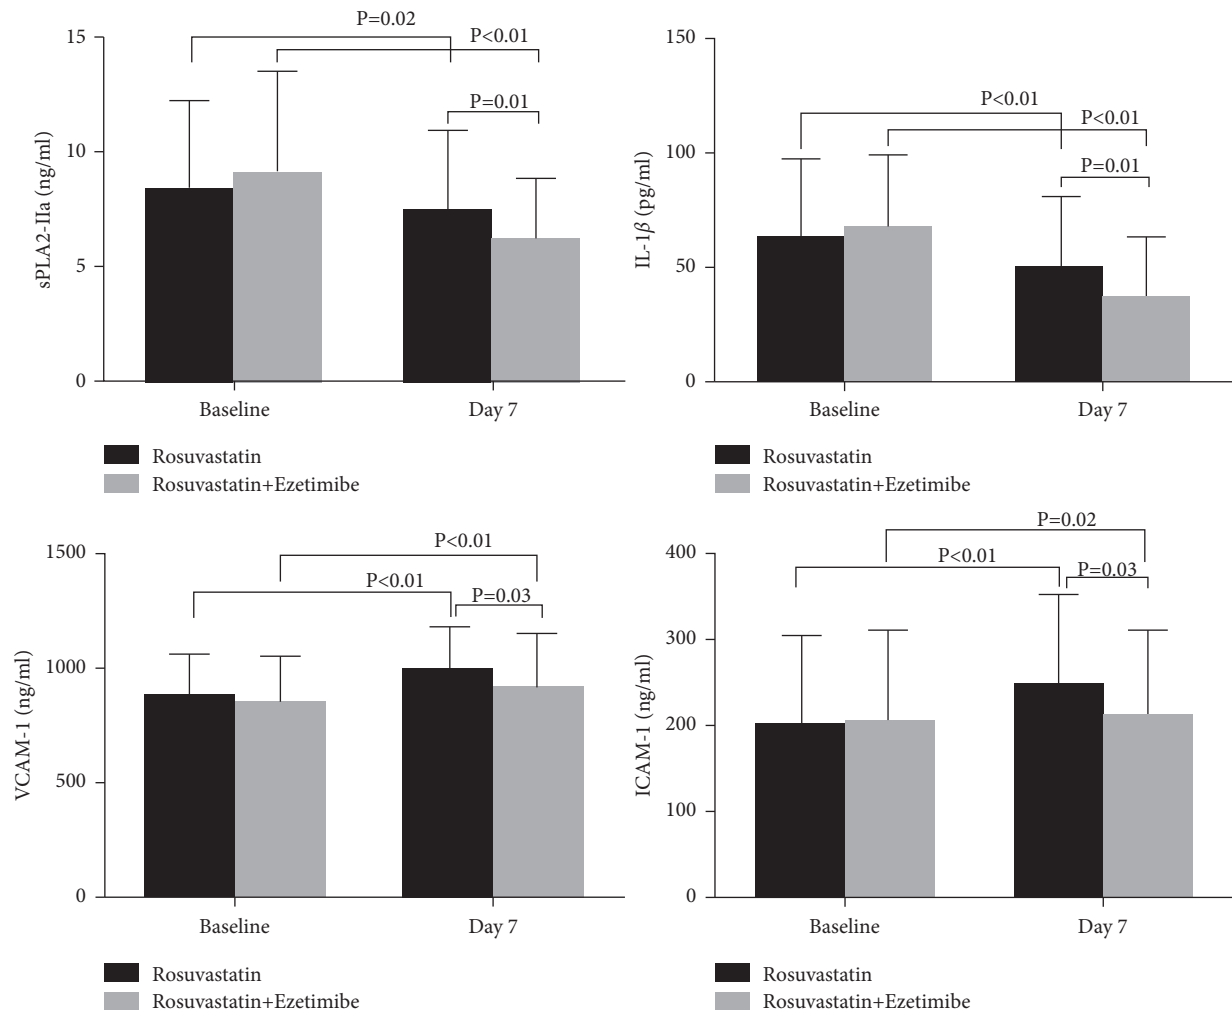 P=0.02
P<0.01
P=0.01
15
10
5
0
sPLA2-IIa (ng/ml)
Baseline
Day 7
Rosuvastatin
Rosuvastatin+Ezetimibe
P<0.01
P<0.01
P=0.01
150
100
50
0
IL-1β (pg/ml)
Baseline
Day 7
Rosuvastatin
Rosuvastatin+Ezetimibe
P<0.01
P<0.01
P=0.03
1500
1000
500
0
VCAM-1 (ng/ml)
Baseline
Day 7
Rosuvastatin
Rosuvastatin+Ezetimibe
P=0.02
P<0.01
P=0.03
400
300
200
100
0
ICAM-1 (ng/ml)
Baseline
Day 7
Rosuvastatin
Rosuvastatin+Ezetimibe